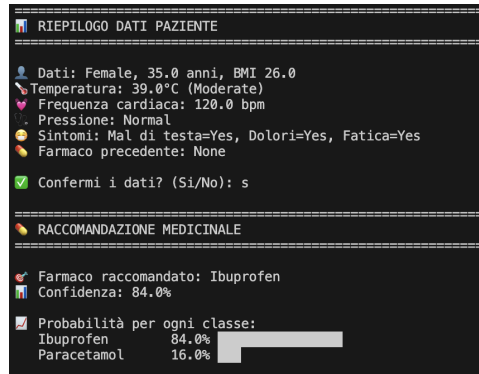 ==================================================
📊 RIEPILOGO DATI PAZIENTE
==================================================
👤 Dati: Female, 35.0 anni, BMI 26.0
🌡️Temperatura: 39.0°C (Moderate)
💓 Frequenza cardiaca: 120.0 bpm
🩺 Pressione: Normal
😷 Sintomi: Mal di testa=Yes, Dolori=Yes, Fatica=Yes
💊 Farmaco precedente: None
✅ Confermi i dati? (Si/No): s
==================================================
💊 RACCOMANDAZIONE MEDICINALE
==================================================
🎯 Farmaco raccomandato: Ibuprofen
📊 Confidenza: 84.0%
📈 Probabilità per ogni classe:
Ibuprofen 84.0%
Paracetamol 16.0%